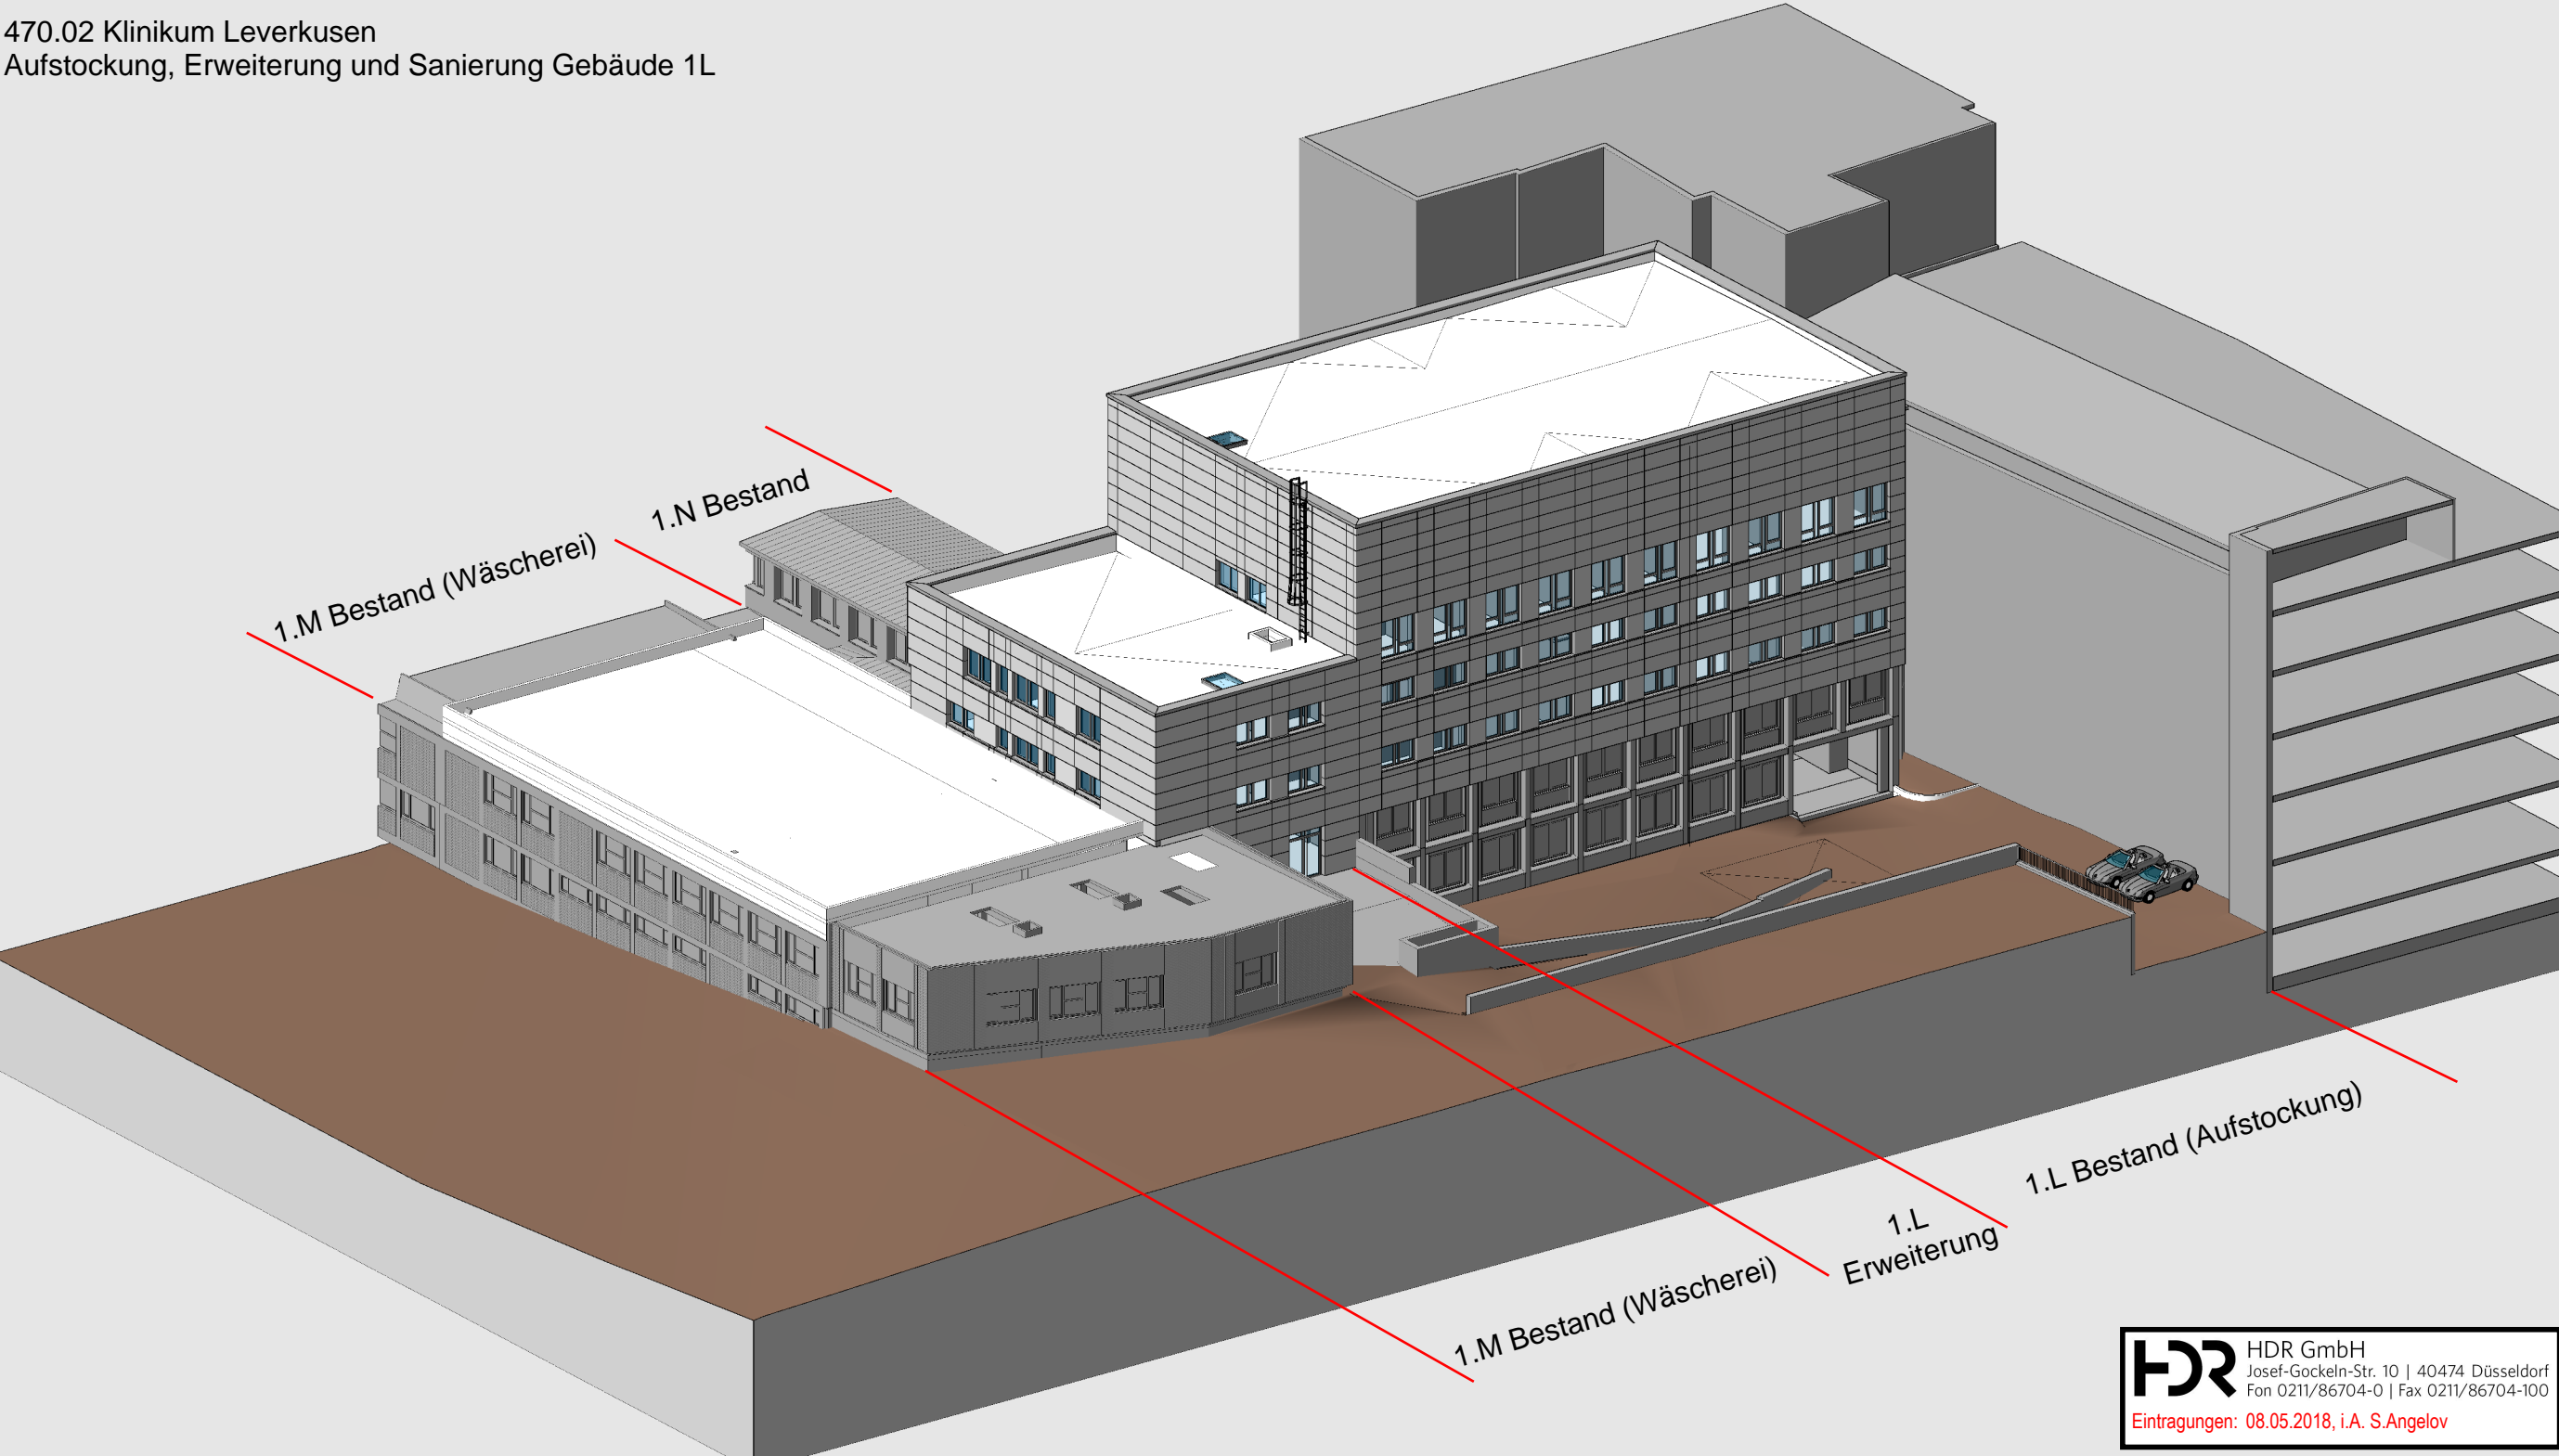 470.02 Klinikum Leverkusen
Aufstockung, Erweiterung und Sanierung Gebäude 1L
1.N Bestand
1.M Bestand (Wäscherei)
1.L Bestand (Aufstockung)
1.L
Erweiterung
1.M Bestand (Wäscherei)
HDR
HDR GmbH
Josef-Gockeln-Str. 10 | 40474 Düsseldorf
Fon 0211/86704-0 | Fax 0211/86704-100
Eintragungen: 08.05.2018, i.A. S.Angelov